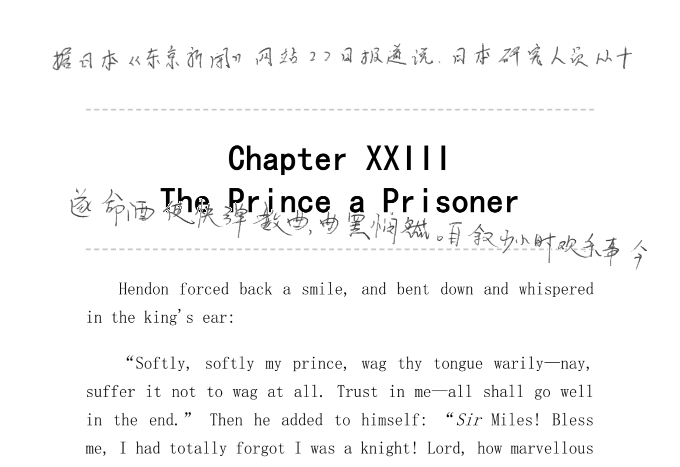 据日本《东京新闻》网站22日报道说,日本研究人员从十
Chapter XXIII
The Prince a Prisoner
遂命酒,使快弹数曲,曲罢悯然。自叙少小时欢乐事,今
Hendon forced back a smile, and bent down and whispered
in the king's ear:
“Softly, softly my prince, wag thy tongue warily—nay,
suffer it not to wag at all. Trust in me—all shall go well
in the end.” Then he added to himself: “Sir Miles! Bless
me, I had totally forgot I was a knight! Lord, how marvellous